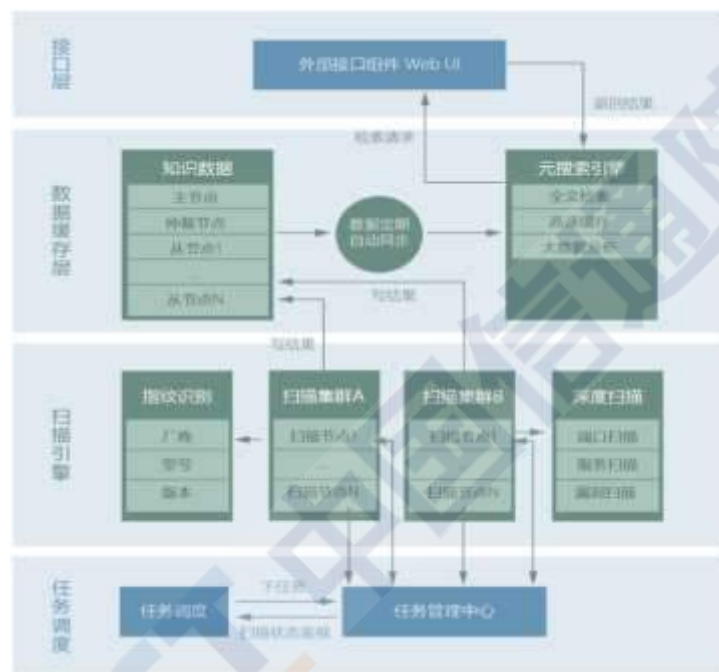 接口层
外部接口组件 Web UI
返回结果
检索请求
数据缓存层
知识数据
主节点
仲裁节点
从节点1
...
从节点N
数据定期
自动同步
元搜索引擎
全文检索
高速缓存
大数据分析
写结果
写结果
扫描引擎
指纹识别
厂商
型号
版本
扫描集群A
扫描节点1
...
扫描节点N
扫描集群B
扫描节点1
...
扫描节点N
深度扫描
端口扫描
服务扫描
漏洞扫描
任务调度
任务调度
下任务
扫描状态监视
任务管理中心
中国信通院